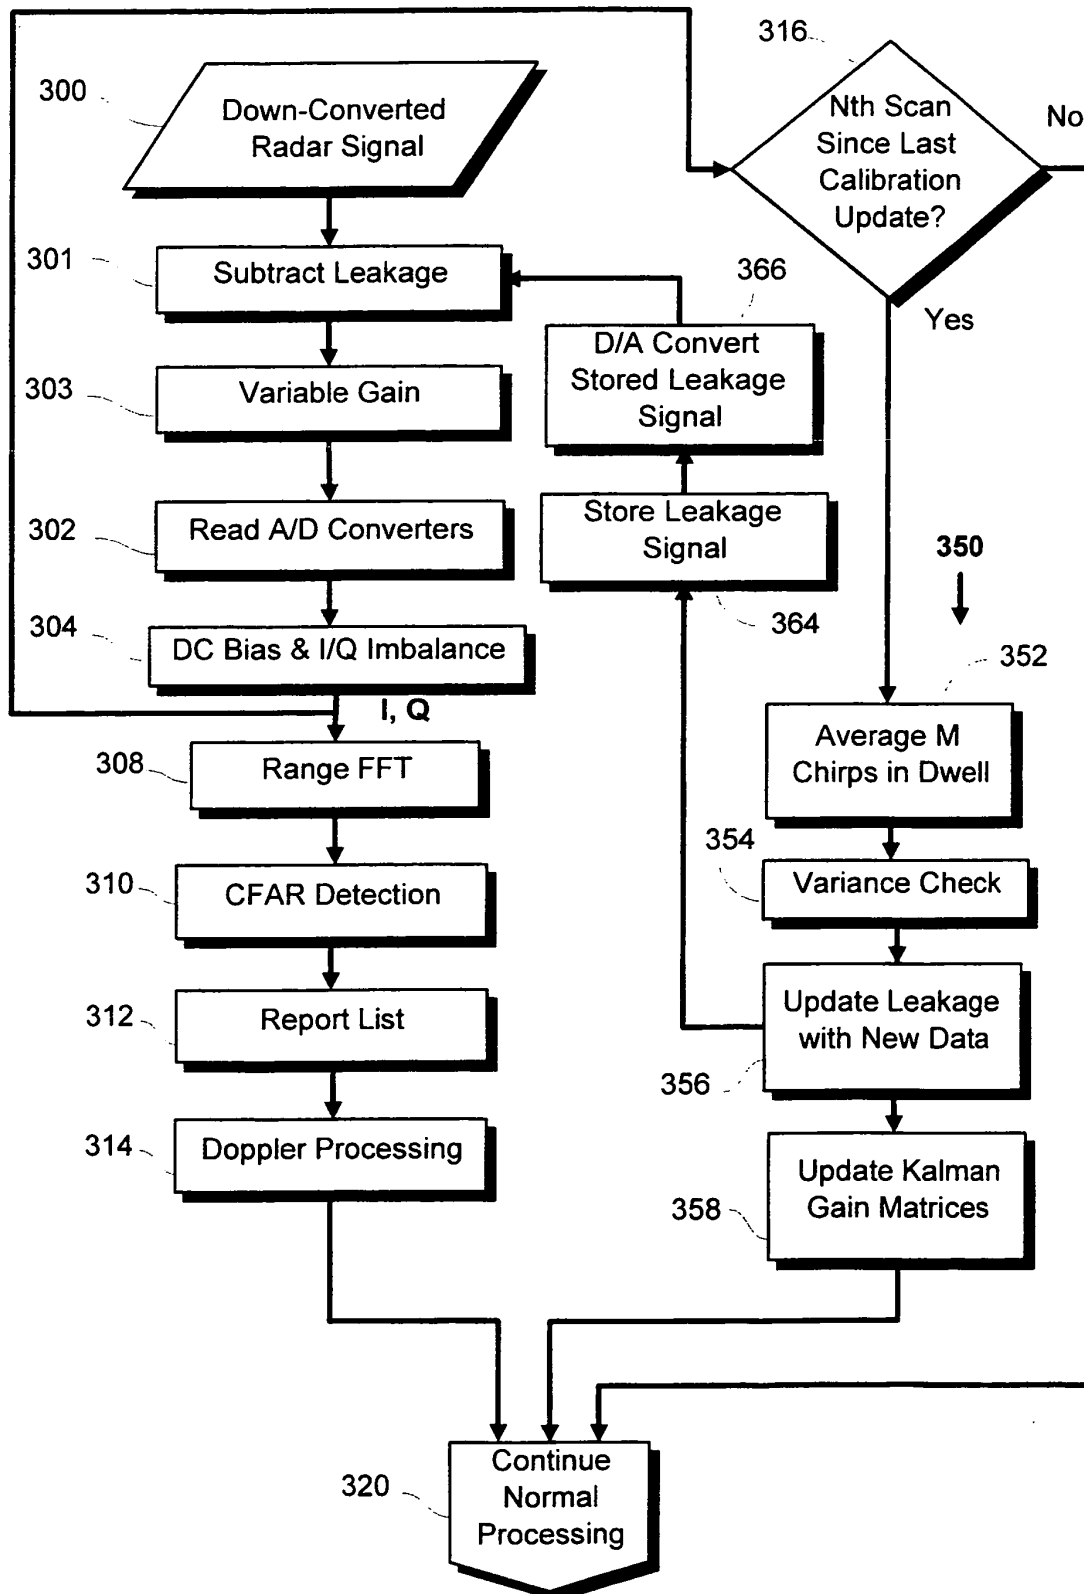 300
Down-Converted
Radar Signal
301
Subtract Leakage
303
Variable Gain
302
Read A/D Converters
304
DC Bias & I/Q Imbalance
I, Q
308
Range FFT
310
CFAR Detection
312
Report List
314
Doppler Processing
316
Nth Scan
Since Last
Calibration
Update?
No
Yes
366
D/A Convert
Stored Leakage
Signal
Store Leakage
Signal
364
350
352
Average M
Chirps in Dwell
354
Variance Check
Update Leakage
with New Data
356
Update Kalman
Gain Matrices
358
320
Continue
Normal
Processing